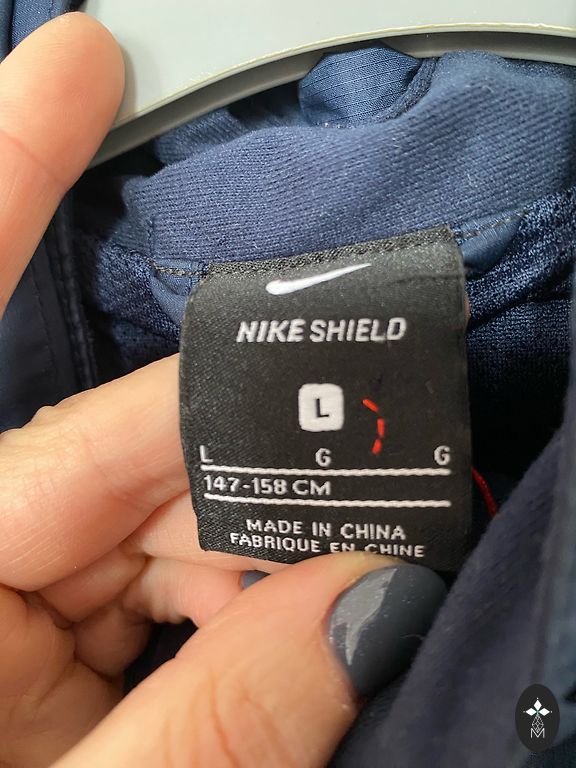 NIKE SHIELD
L
L G G
147-158 CM
MADE IN CHINA
FABRIQUE EN CHINE
M